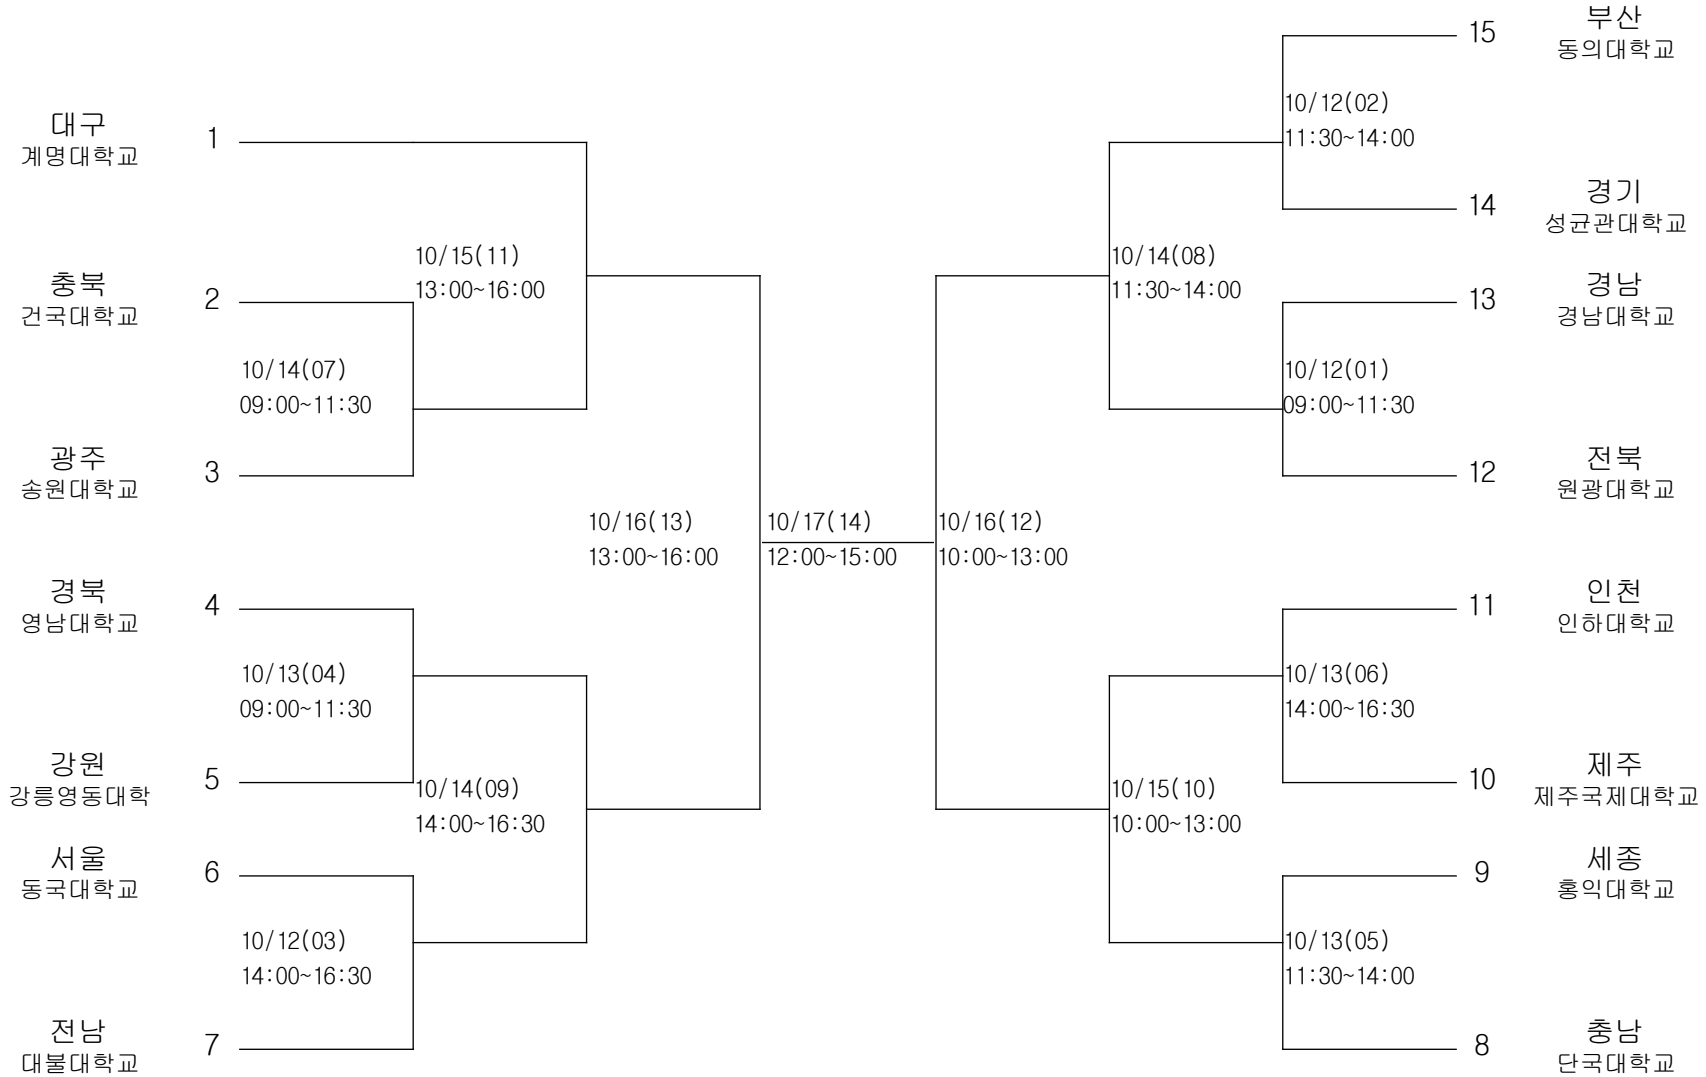 대구
계명대학교
1
충북
건국대학교
2
10/15(11)
13:00~16:00
10/14(07)
09:00~11:30
광주
송원대학교
3
10/16(13)
13:00~16:00
경북
영남대학교
4
10/13(04)
09:00~11:30
강원
강릉영동대학
5
10/14(09)
14:00~16:30
서울
동국대학교
6
10/12(03)
14:00~16:30
전남
대불대학교
7
10/17(14)
12:00~15:00
15
부산
동의대학교
10/12(02)
11:30~14:00
14
경기
성균관대학교
10/14(08)
11:30~14:00
13
경남
경남대학교
10/12(01)
09:00~11:30
12
전북
원광대학교
10/16(12)
10:00~13:00
11
인천
인하대학교
10/13(06)
14:00~16:30
10
제주
제주국제대학교
10/15(10)
10:00~13:00
9
세종
홍익대학교
10/13(05)
11:30~14:00
8
충남
단국대학교